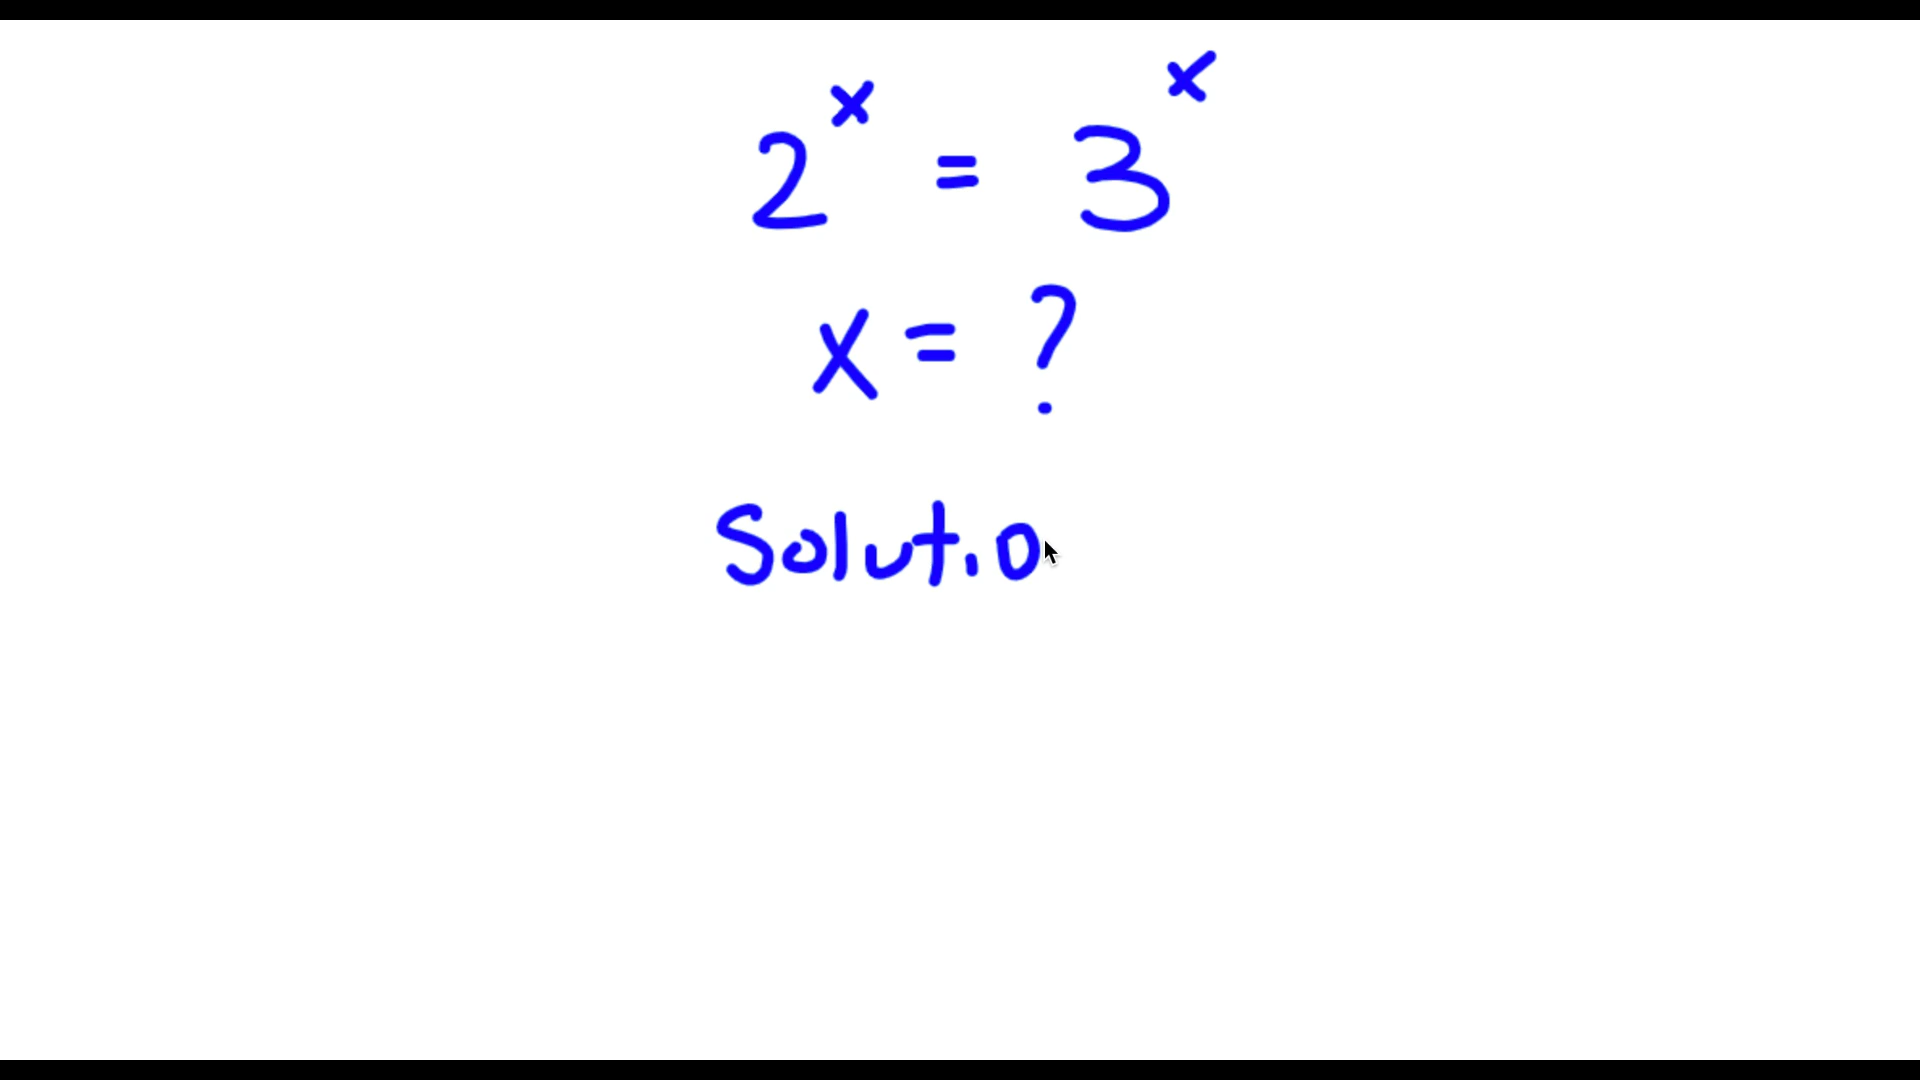 2^x = 3^x
x = ?
Solutio